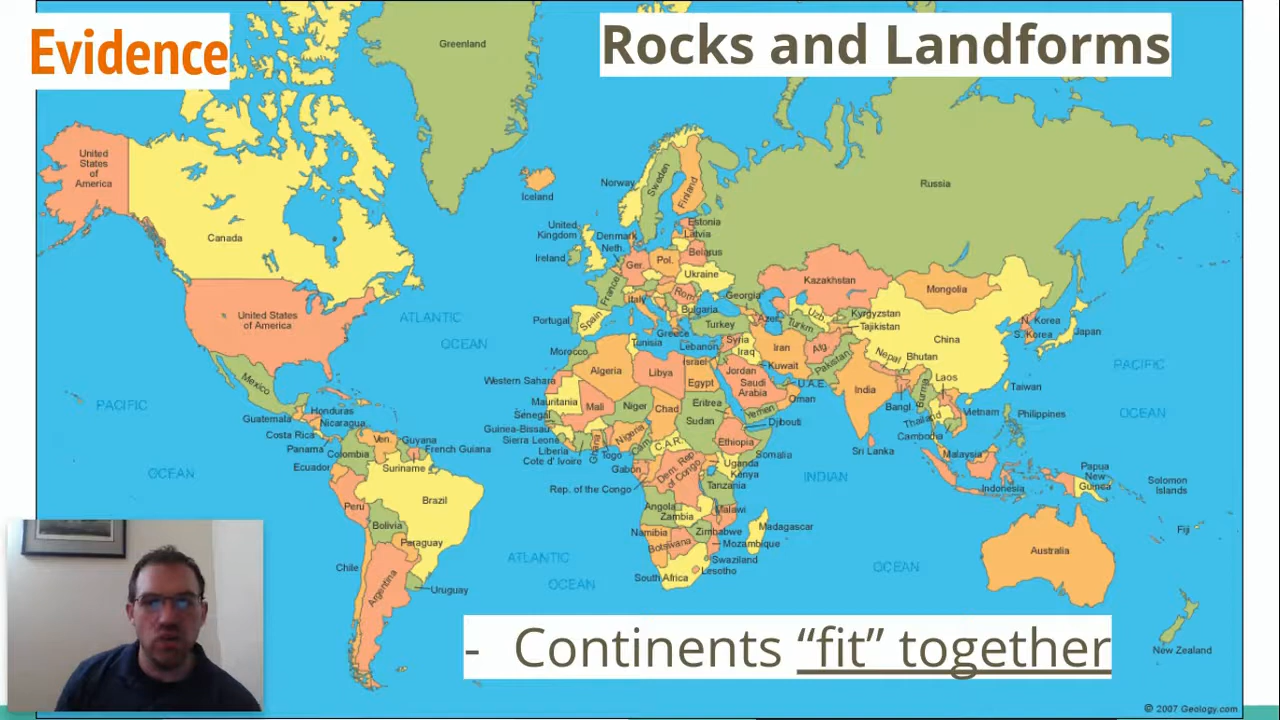 Evidence
Rocks and Landforms
Greenland
United
States
of
America
Canada
United States
of America
Mexico
Guatemala
Honduras
Nicaragua
Costa Rica
Panama
Ven.
Guyana
French Guiana
Colombia
Suriname
Ecuador
Brazil
Peru
Bolivia
Paraguay
Chile
Argentina
Uruguay
PACIFIC
OCEAN
ATLANTIC
OCEAN
ATLANTIC
OCEAN
Iceland
Norway
Sweden
Finland
Russia
United
Kingdom
Ireland
Denmark
Neth.
Estonia
Latvia
Belarus
Ger.
Pol.
Ukraine
France
Spain
Portugal
Italy
Rom.
Bulgaria
Greece
Turkey
Georgia
Azer.
Kazakhstan
Uzb.
Turkm.
Kyrgyzstan
Tajikistan
Mongolia
China
N. Korea
S. Korea
Japan
Morocco
Tunisia
Lebanon
Syria
Iraq
Iran
Afg.
Pakistan
Nepal
Bhutan
Israel
Jordan
Kuwait
Saudi
Arabia
U.A.E.
Oman
Yemen
India
Bangl.
Burma
Laos
Thailand
Vietnam
Cambodia
Taiwan
Philippines
Sri Lanka
Malaysia
Indonesia
Papua
New
Guinea
Solomon
Islands
Fiji
Western Sahara
Algeria
Libya
Egypt
Mauritania
Mali
Niger
Chad
Sudan
Eritrea
Djibouti
Senegal
Guinea-Bissau
Sierra Leone
Liberia
Cote d' Ivoire
Ghana
Togo
Nigeria
Cam.
C.A.R.
Ethiopia
Somalia
Gabon
Rep. of the Congo
Dem. Rep
of Congo
Uganda
Kenya
Tanzania
Angola
Zambia
Malawi
Namibia
Botswana
Zimbabwe
Mozambique
Madagascar
Swaziland
Lesotho
South Africa
INDIAN
OCEAN
PACIFIC
OCEAN
Australia
New Zealand
- Continents “fit” together
© 2007 Geology.com